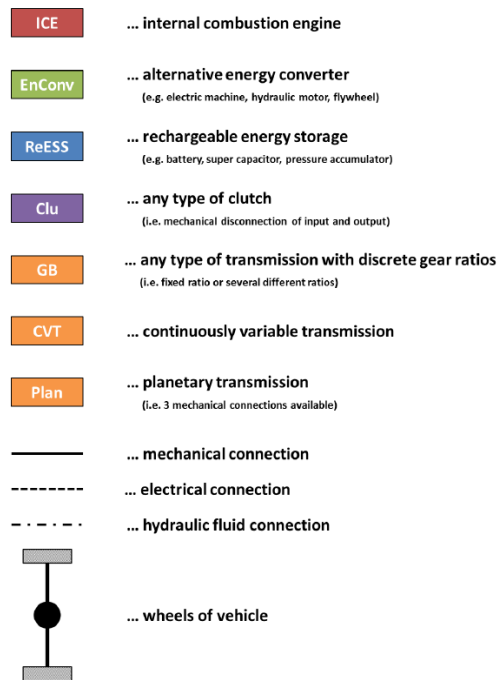 ICE ... internal combustion engine
EnConv ... alternative energy converter
(e.g. electric machine, hydraulic motor, flywheel)
ReESS ... rechargeable energy storage
(e.g. battery, super capacitor, pressure accumulator)
Clu ... any type of clutch
(i.e. mechanical disconnection of input and output)
GB ... any type of transmission with discrete gear ratios
(i.e. fixed ratio or several different ratios)
CVT ... continuously variable transmission
Plan ... planetary transmission
(i.e. 3 mechanical connections available)
... mechanical connection
... electrical connection
... hydraulic fluid connection
... wheels of vehicle